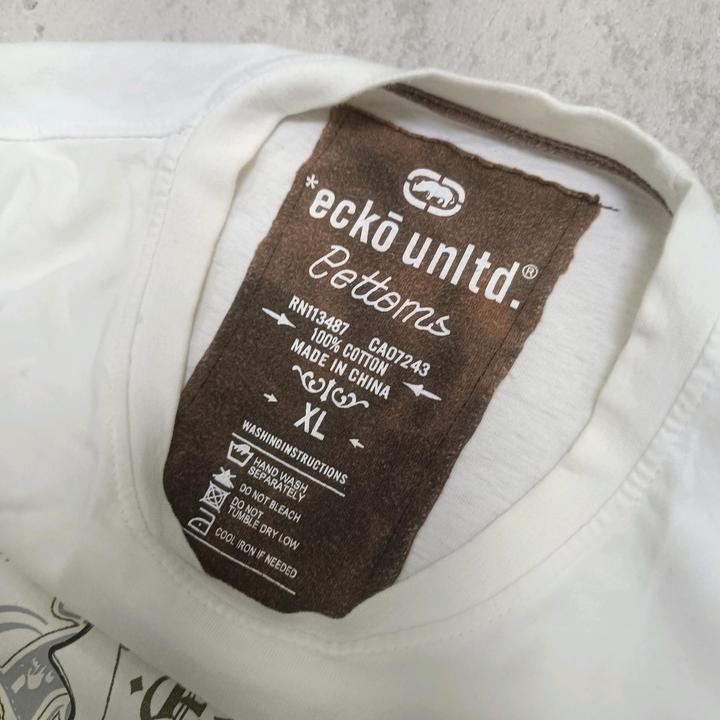 *eckō unltd.®
Bottoms
RN113487 CA07243
100% COTTON
MADE IN CHINA
XL
WASHINGINSTRUCTIONS
HAND WASH
SEPARATELY
DO NOT BLEACH
DO NOT
TUMBLE DRY LOW
COOL IRON IF NEEDED